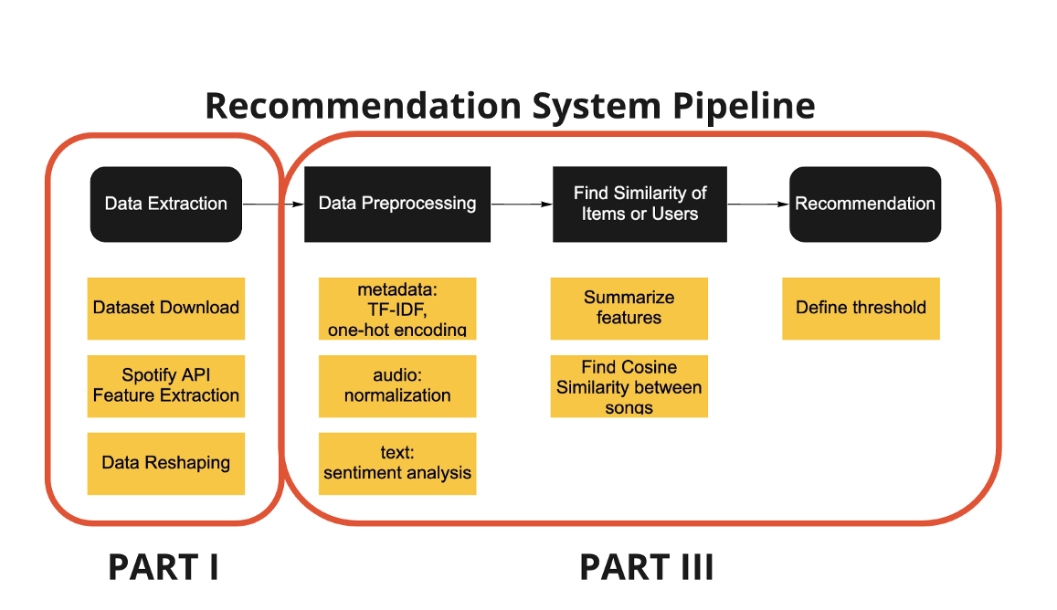 Recommendation System Pipeline
Data Extraction
Data Preprocessing
Find Similarity of
Items or Users
Recommendation
Dataset Download
Spotify API
Feature Extraction
Data Reshaping
metadata:
TF-IDF,
one-hot encoding
audio:
normalization
text:
sentiment analysis
Summarize
features
Find Cosine
Similarity between
songs
Define threshold
PART I
PART III